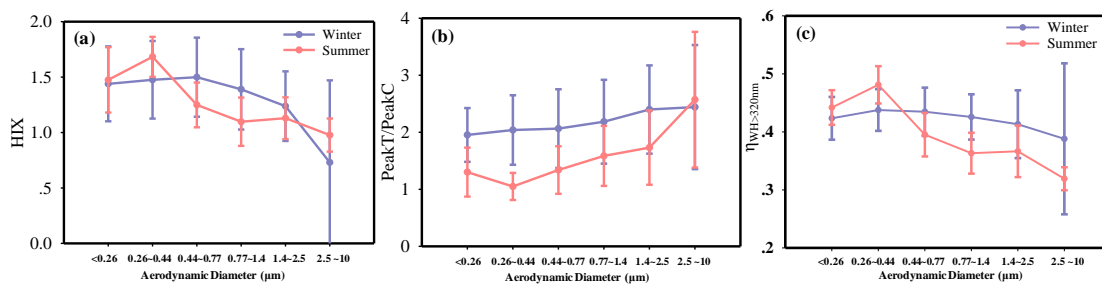 (a)
Winter
Summer
HIX
2.0
1.5
1.0
0.5
0.0
<0.26 0.26~0.44 0.44~0.77 0.77~1.4 1.4~2.5 2.5 ~10
Aerodynamic Diameter (μm)
(b)
Winter
Summer
PeakT/PeakC
4
3
2
1
0
<0.26 0.26~0.44 0.44~0.77 0.77~1.4 1.4~2.5 2.5 ~10
Aerodynamic Diameter (μm)
(c)
Winter
Summer
ηWH>320nm
.6
.5
.4
.3
.2
<0.26 0.26~0.44 0.44~0.77 0.77~1.4 1.4~2.5 2.5 ~10
Aerodynamic Diameter (μm)